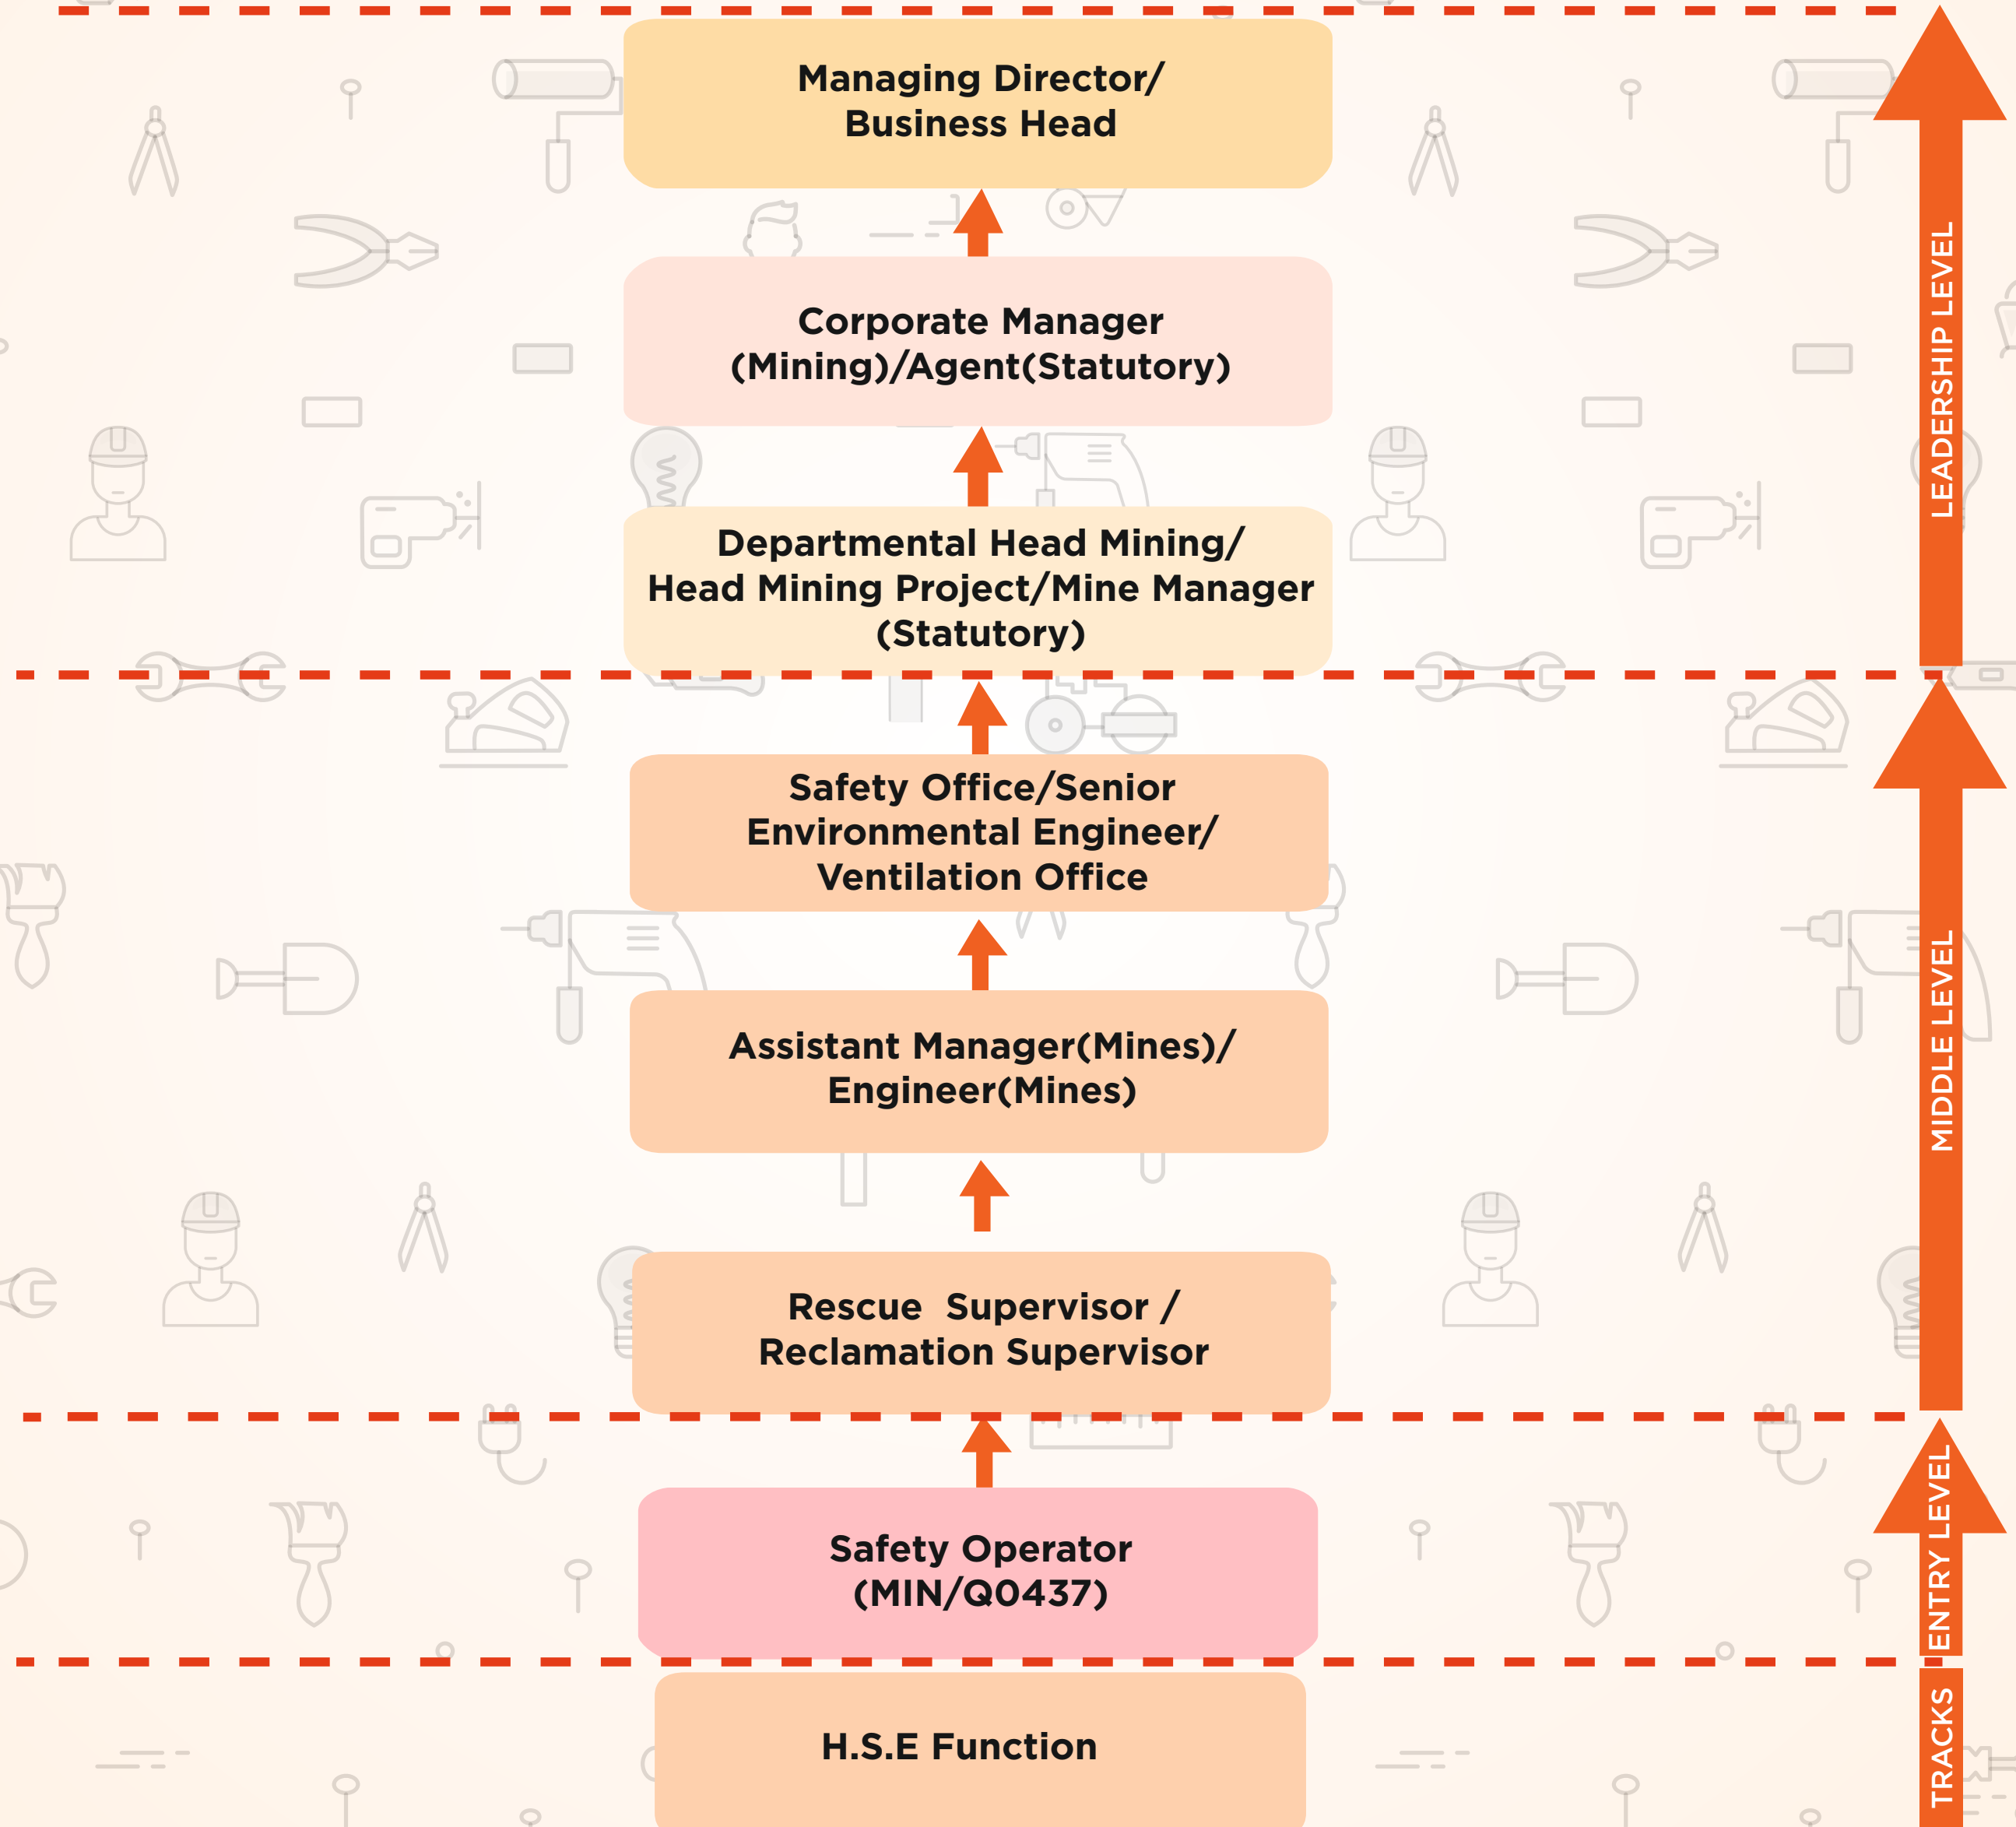 Managing Director/
Business Head
Corporate Manager
(Mining)/Agent(Statutory)
LEADERSHIP LEVEL
Departmental Head Mining/
Head Mining Project/Mine Manager
(Statutory)
Safety Office/Senior
Environmental Engineer/
Ventilation Office
MIDDLE LEVEL
Assistant Manager(Mines)/
Engineer(Mines)
Rescue  Supervisor /
Reclamation Supervisor
Safety Operator
(MIN/Q0437)
ENTRY LEVEL
H.S.E Function
TRACKS